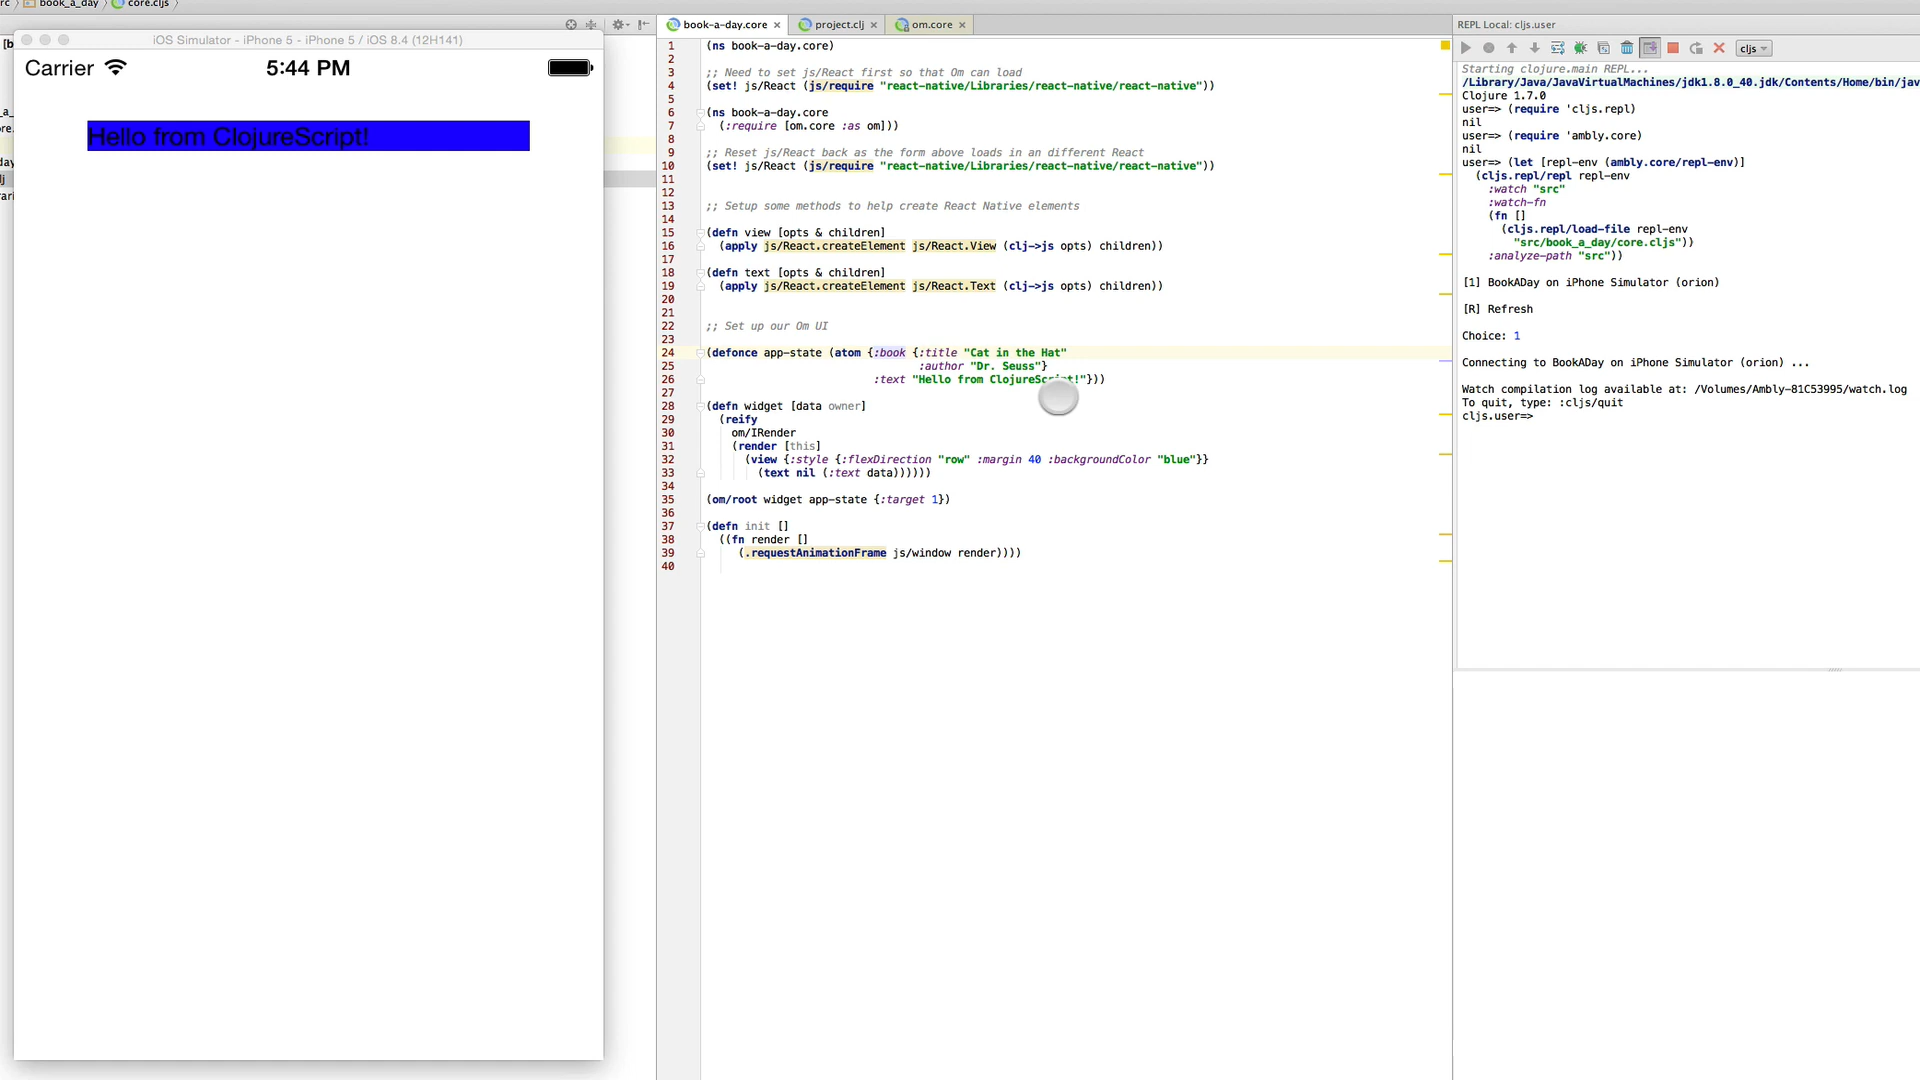 book_a_day core.cljs
iOS Simulator - iPhone 5 - iPhone 5 / iOS 8.4 (12H141)
Carrier 5:44 PM
Hello from ClojureScript!
book-a-day.core project.clj om.core
1 (ns book-a-day.core)
2
3 ;; Need to set js/React first so that Om can load
4 (set! js/React (js/require "react-native/Libraries/react-native/react-native"))
5
6 (ns book-a-day.core
7 (:require [om.core :as om]))
8
9 ;; Reset js/React back as the form above loads in an different React
10 (set! js/React (js/require "react-native/Libraries/react-native/react-native"))
11
12
13 ;; Setup some methods to help create React Native elements
14
15 (defn view [opts & children]
16 (apply js/React.createElement js/React.View (clj->js opts) children))
17
18 (defn text [opts & children]
19 (apply js/React.createElement js/React.Text (clj->js opts) children))
20
21
22 ;; Set up our Om UI
23
24 (defonce app-state (atom {:book {:title "Cat in the Hat"
25 :author "Dr. Seuss"}
26 :text "Hello from ClojureScript!"}))
27
28 (defn widget [data owner]
29 (reify
30 om/IRender
31 (render [this]
32 (view {:style {:flexDirection "row" :margin 40 :backgroundColor "blue"}}
33 (text nil (:text data))))))
34
35 (om/root widget app-state {:target 1})
36
37 (defn init []
38 ((fn render []
39 (.requestAnimationFrame js/window render))))
40
REPL Local: cljs.user
cljs
Starting clojure.main REPL...
/Library/Java/JavaVirtualMachines/jdk1.8.0_40.jdk/Contents/Home/bin/jav
Clojure 1.7.0
user=> (require 'cljs.repl)
nil
user=> (require 'ambly.core)
nil
user=> (let [repl-env (ambly.core/repl-env)]
(cljs.repl/repl repl-env
:watch "src"
:watch-fn
(fn []
(cljs.repl/load-file repl-env
"src/book_a_day/core.cljs"))
:analyze-path "src"))
[1] BookADay on iPhone Simulator (orion)
[R] Refresh
Choice: 1
Connecting to BookADay on iPhone Simulator (orion) ...
Watch compilation log available at: /Volumes/Ambly-81C53995/watch.log
To quit, type: :cljs/quit
cljs.user=>